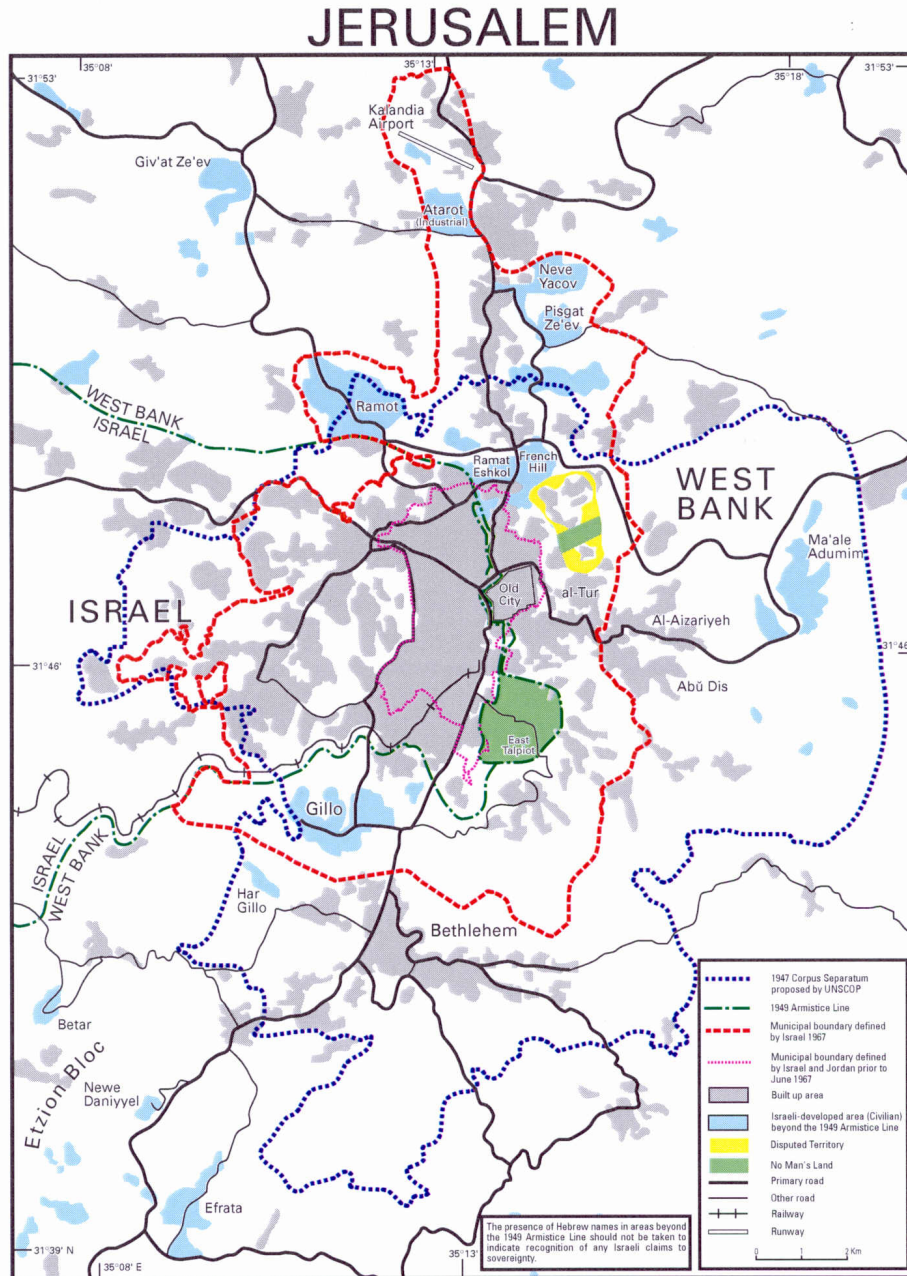 JERUSALEM
35°08'
35°13'
35°18'
31°53'
31°53'
Kalandia
Airport
Giv'at Ze'ev
Atarot
(Industrial)
Neve
Yacov
Pisgat
Ze'ev
WEST BANK
ISRAEL
Ramot
Ramat
Eshkol
French
Hill
WEST
BANK
Ma'ale
Adumim
ISRAEL
Old
City
al-Tur
Al-Aizariyeh
31°46'
31°46'
Abū Dis
East
Talpiot
Gillo
ISRAEL
WEST BANK
Har
Gillo
Bethlehem
Betar
Etzion Bloc
Newe
Daniyyel
Efrata
31°39' N
35°08' E
35°13'
The presence of Hebrew names in areas beyond
the 1949 Armistice Line should not be taken to
indicate recognition of any Israeli claims to
sovereignty.
1947 Corpus Separatum
proposed by UNSCOP
1949 Armistice Line
Municipal boundary defined
by Israel 1967
Municipal boundary defined
by Israel and Jordan prior to
June 1967
Built up area
Israeli-developed area (Civilian)
beyond the 1949 Armistice Line
Disputed Territory
No Man's Land
Primary road
Other road
Railway
Runway
0 1 2 Km